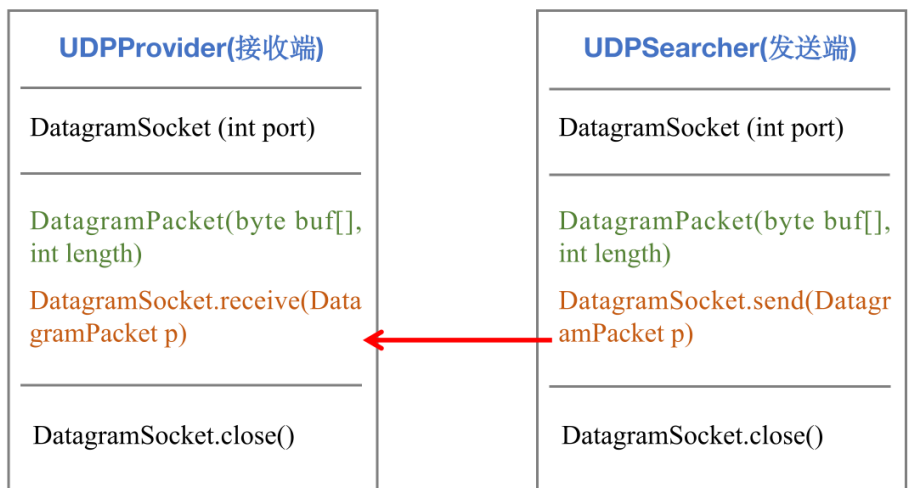 UDPProvider(接收端)
DatagramSocket (int port)
DatagramPacket(byte buf[],
int length)
DatagramSocket.receive(Data
gramPacket p)
DatagramSocket.close()
UDPSearcher(发送端)
DatagramSocket (int port)
DatagramPacket(byte buf[],
int length)
DatagramSocket.send(Datagr
amPacket p)
DatagramSocket.close()